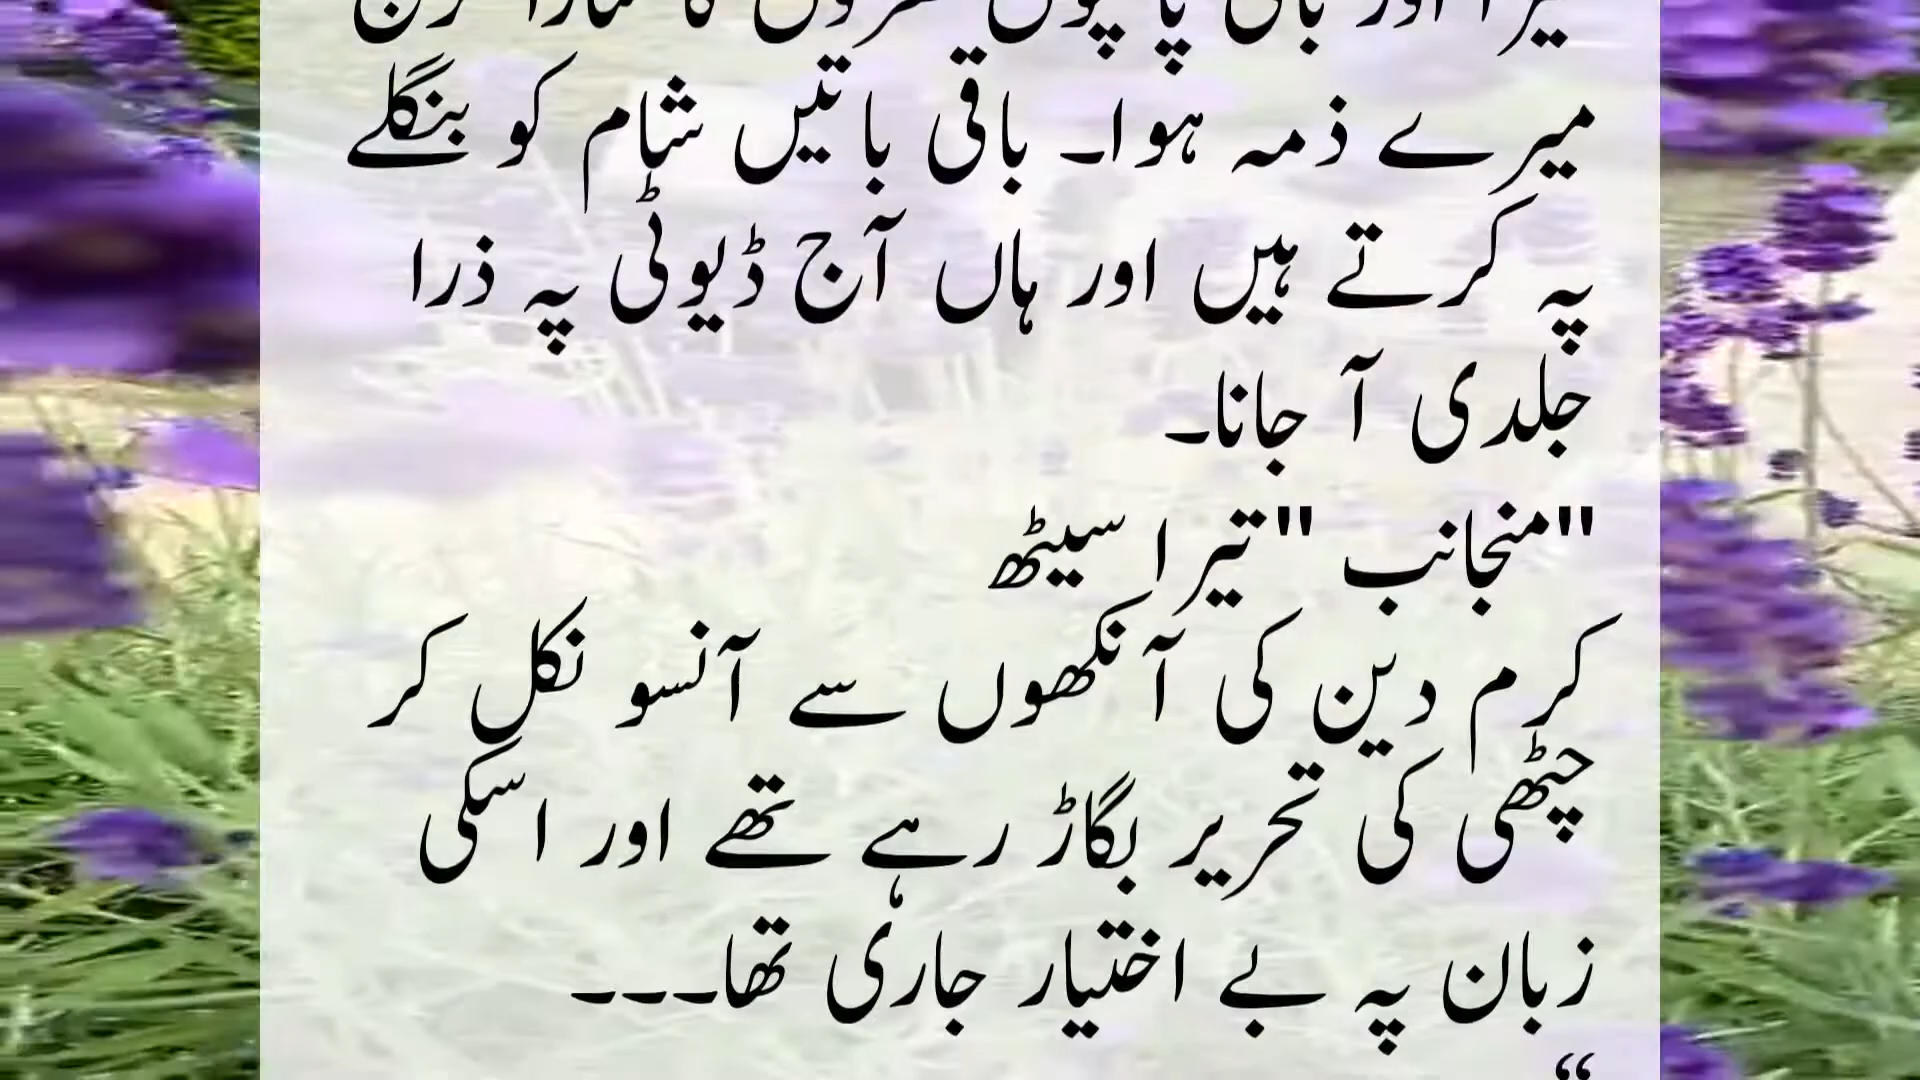 میرے ذمہ ہوا۔ باقی باتیں شام کو بنگلے
پہ کرتے ہیں اور ہاں آج ڈیوٹی پہ ذرا
جلدی آ جانا۔
"منجانب "تیرا سیٹھ
کرم دین کی آنکھوں سے آنسو نکل کر
چٹھی کی تحریر بگاڑ رہے تھے اور اسکی
زبان پہ بے اختیار جاری تھا۔۔۔
“